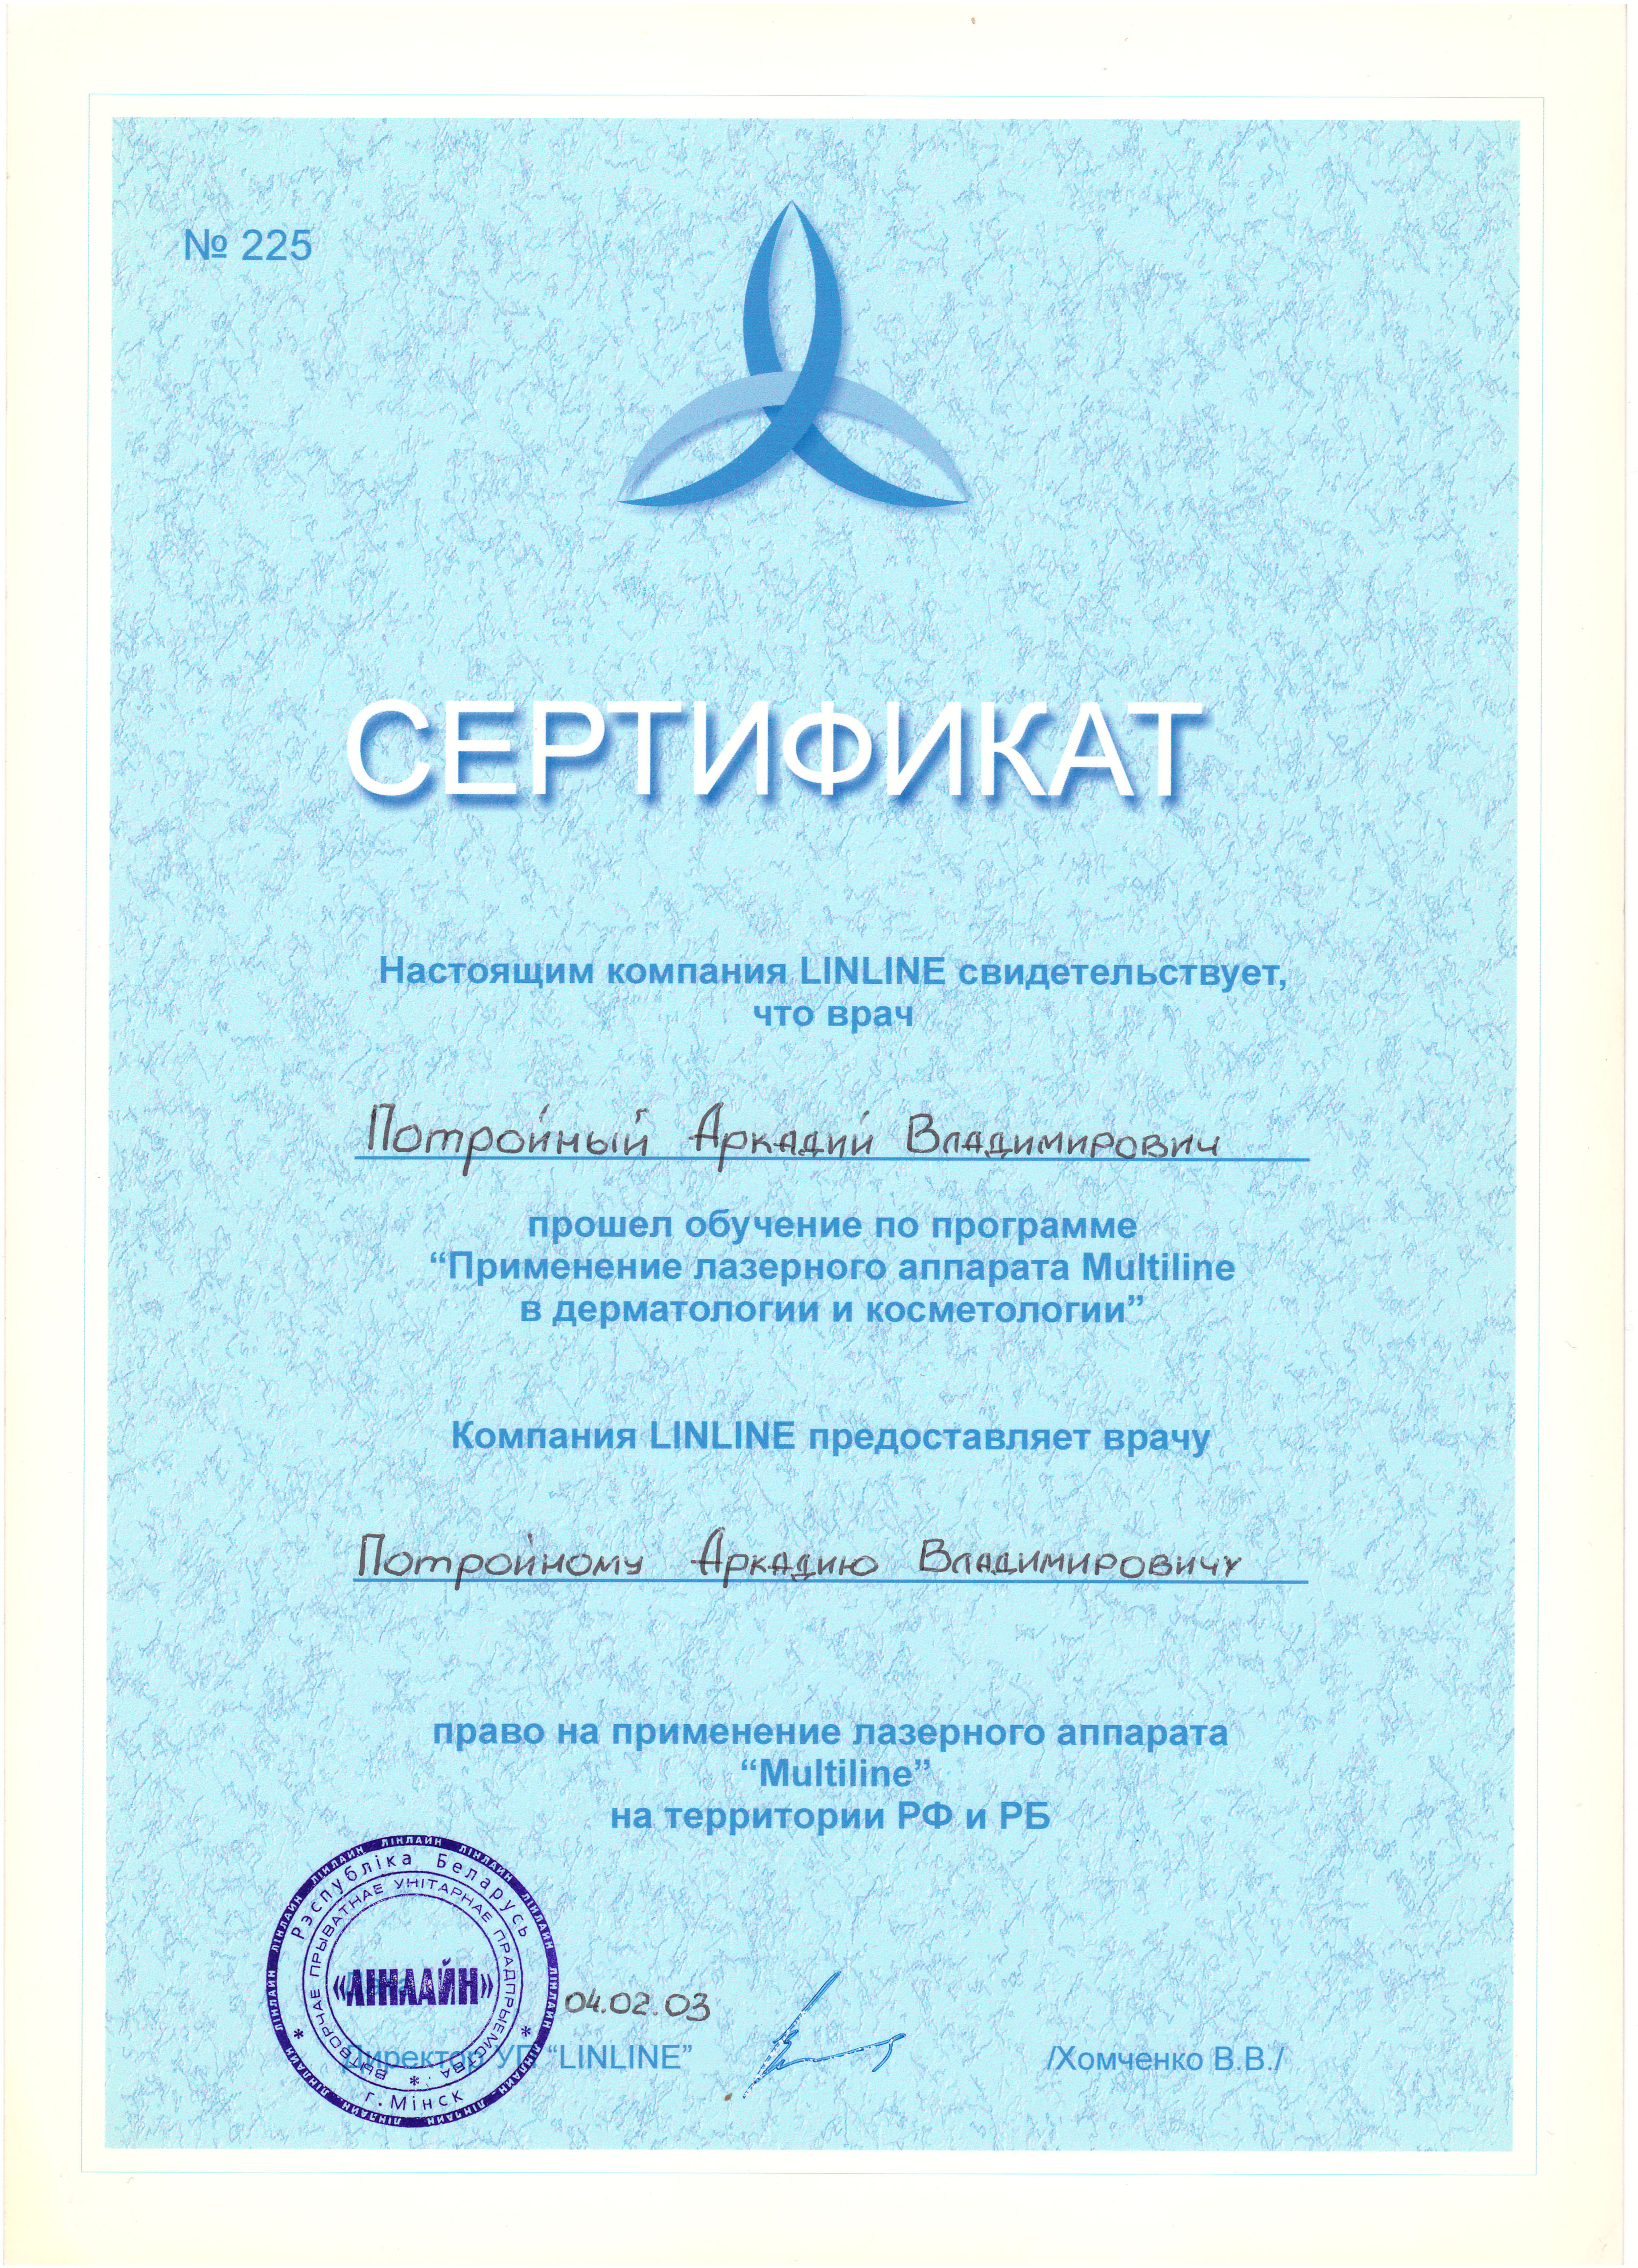 № 225
СЕРТИФИКАТ
Настоящим компания LINLINE свидетельствует,
что врач
Потройный Аркадий Владимирович
прошел обучение по программе
“Применение лазерного аппарата Multiline
в дерматологии и косметологии”
Компания LINLINE предоставляет врачу
Потройному Аркадию Владимировичу
право на применение лазерного аппарата
“Multiline”
на территории РФ и РБ
ЛІНЛАЙН ЛІНЛАЙН ЛІНЛАЙН ЛІНЛАЙН ЛІНЛАЙН
Рэспубліка Беларусь
ВЫТВОРЧАЕ ПРЫВАТНАЕ УНІТАРНАЕ ПРАДПРЫЕМСТВА
«ЛІНЛАЙН»
г. Мінск
04.02.03
Директор УП “LINLINE”
/Хомченко В.В./